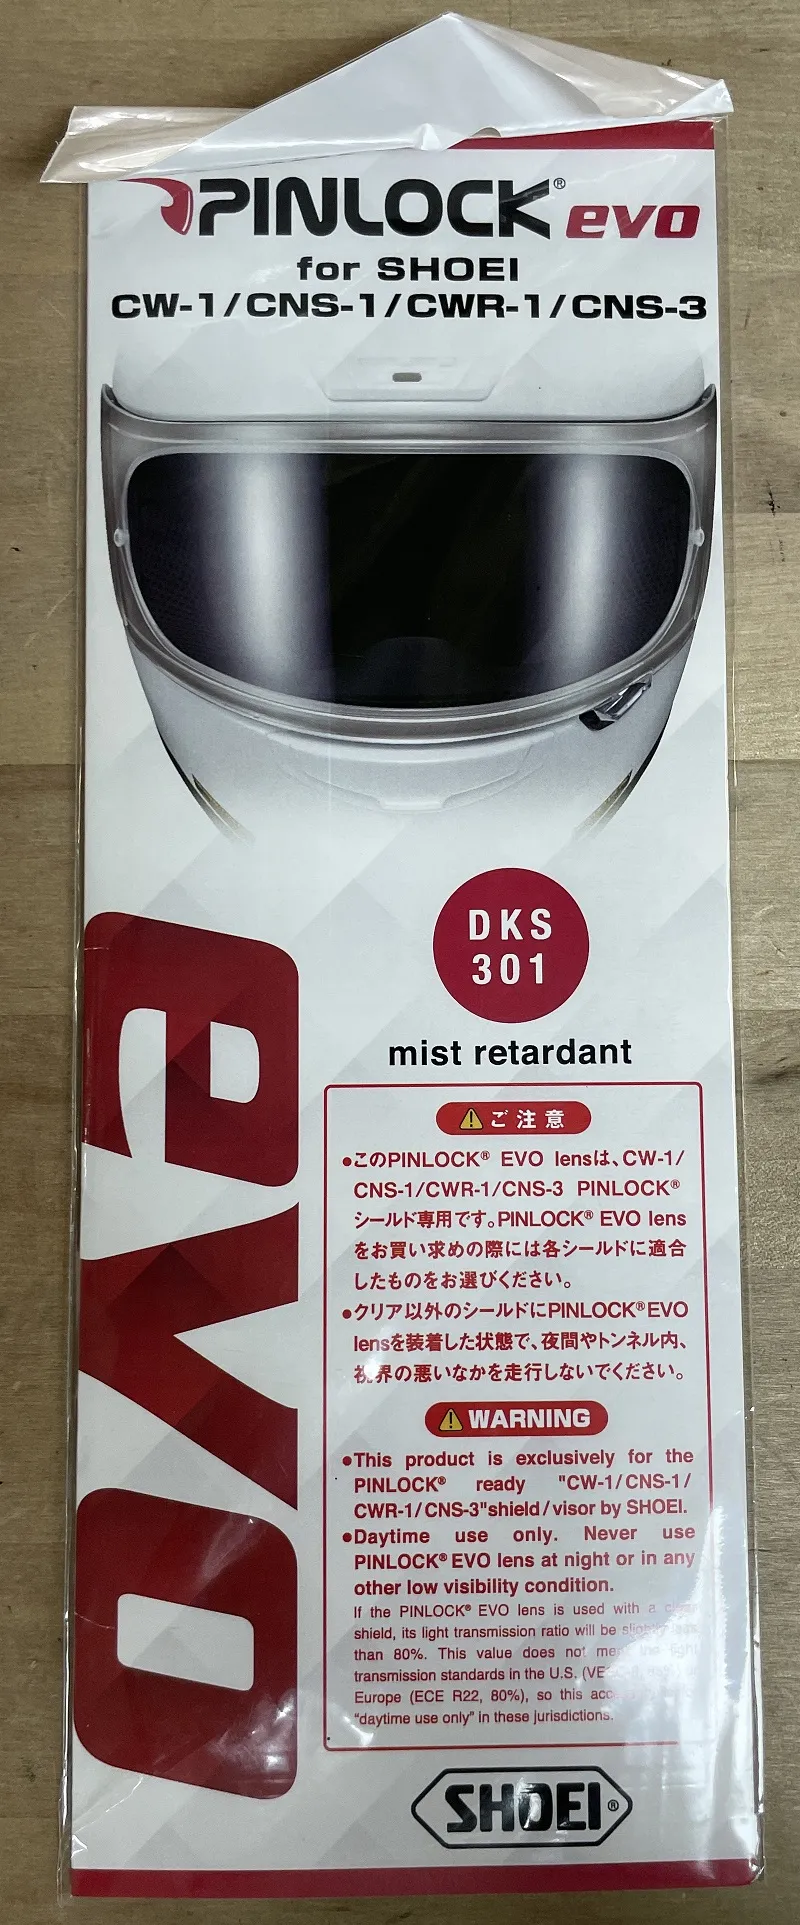 PINLOCK® evo
for SHOEI
CW-1/CNS-1/CWR-1/CNS-3
evo
DKS
301
mist retardant
ご注意
●このPINLOCK® EVO lensは、CW-1/
CNS-1/CWR-1/CNS-3 PINLOCK®
シールド専用です。PINLOCK® EVO lens
をお買い求めの際には各シールドに適合
したものをお選びください。
●クリア以外のシールドにPINLOCK®EVO
lensを装着した状態で、夜間やトンネル内、
視界の悪いなかを走行しないでください。
WARNING
●This product is exclusively for the
PINLOCK® ready "CW-1/CNS-1/
CWR-1/CNS-3"shield/visor by SHOEI.
●Daytime use only. Never use
PINLOCK® EVO lens at night or in any
other low visibility condition.
If the PINLOCK® EVO lens is used with a clear
shield, its light transmission ratio will be slightly less
than 80%. This value does not the light
transmission standards in the U.S.
Europe (ECE R22, 80%), so this
"daytime use only" in these jurisdictions.
SHOEI®